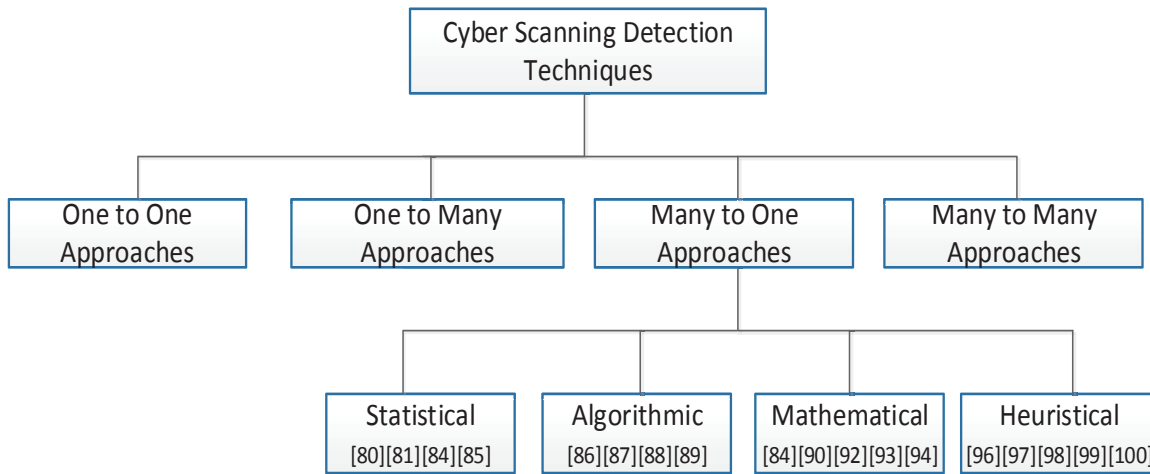 Cyber Scanning Detection
Techniques
One to One
Approaches
One to Many
Approaches
Many to One
Approaches
Many to Many
Approaches
Statistical
[80][81][84][85]
Algorithmic
[86][87][88][89]
Mathematical
[84][90][92][93][94]
Heuristical
[96][97][98][99][100]